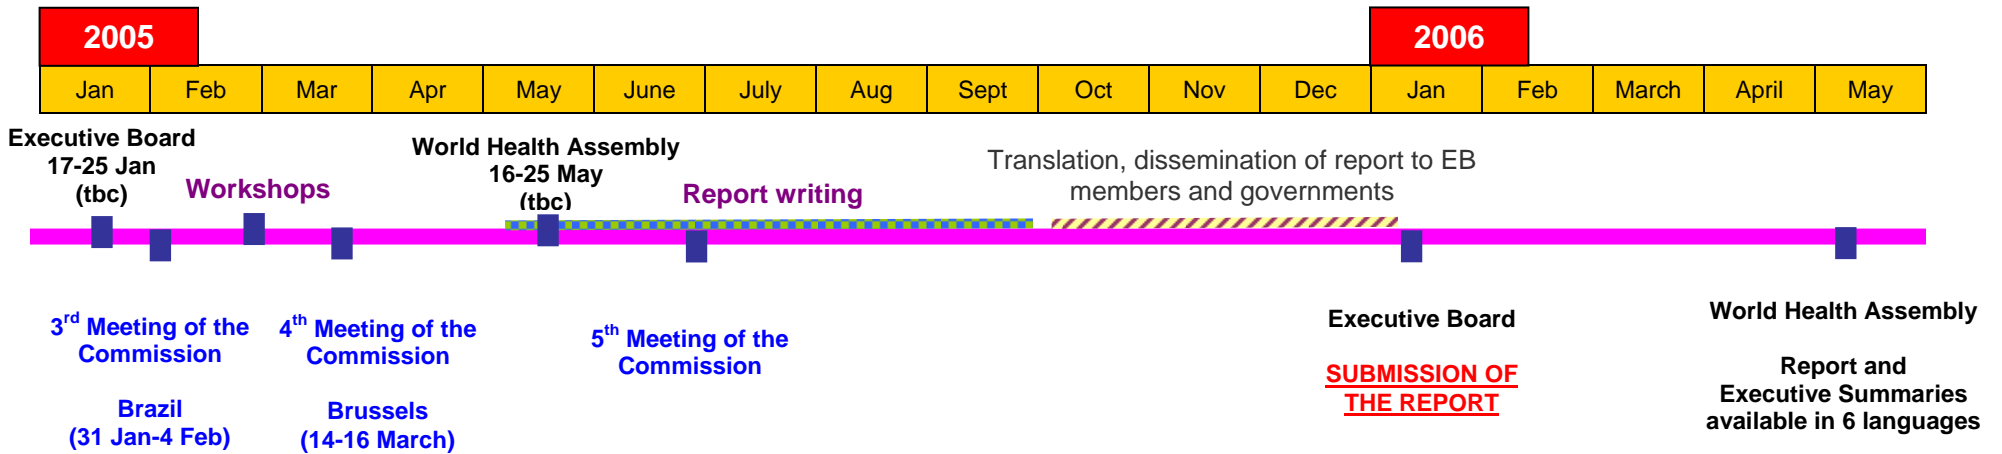 2005
2006
Jan Feb Mar Apr May June July Aug Sept Oct Nov Dec Jan Feb March April May
Executive Board
17-25 Jan
(tbc)
Workshops
World Health Assembly
16-25 May
(tbc)
Report writing
Translation, dissemination of report to EB
members and governments
3rd Meeting of the
Commission
Brazil
(31 Jan-4 Feb)
4th Meeting of the
Commission
Brussels
(14-16 March)
5th Meeting of the
Commission
Executive Board
SUBMISSION OF
THE REPORT
World Health Assembly
Report and
Executive Summaries
available in 6 languages